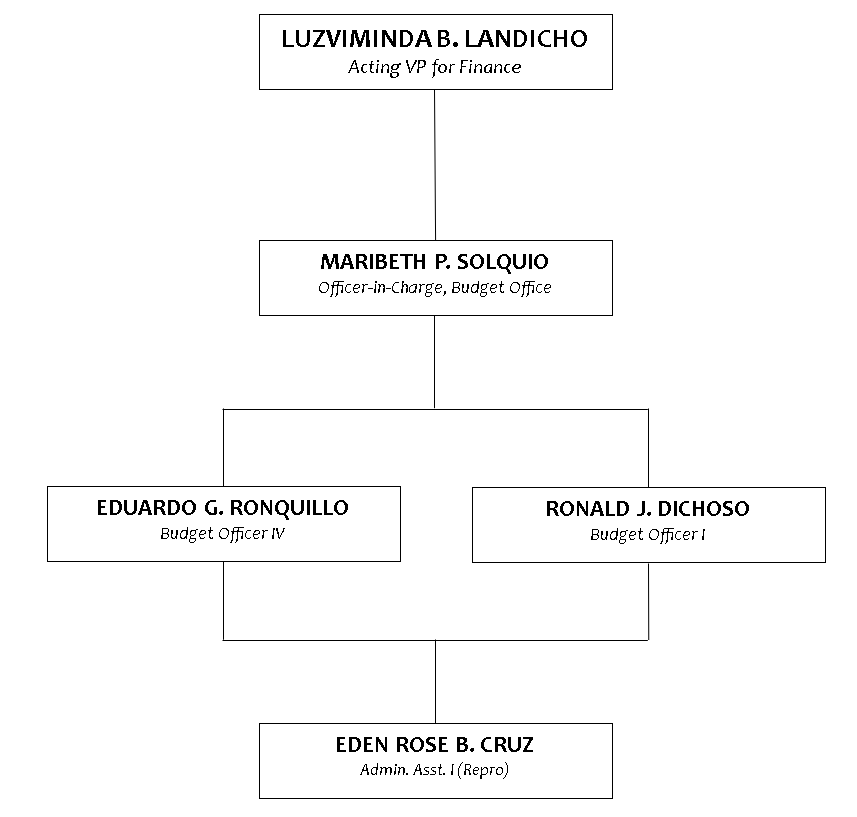 LUZVIMINDA B. LANDICHO
Acting VP for Finance
MARIBETH P. SOLQUIO
Officer-in-Charge, Budget Office
EDUARDO G. RONQUILLO
Budget Officer IV
RONALD J. DICHOSO
Budget Officer I
EDEN ROSE B. CRUZ
Admin. Asst. I (Repro)